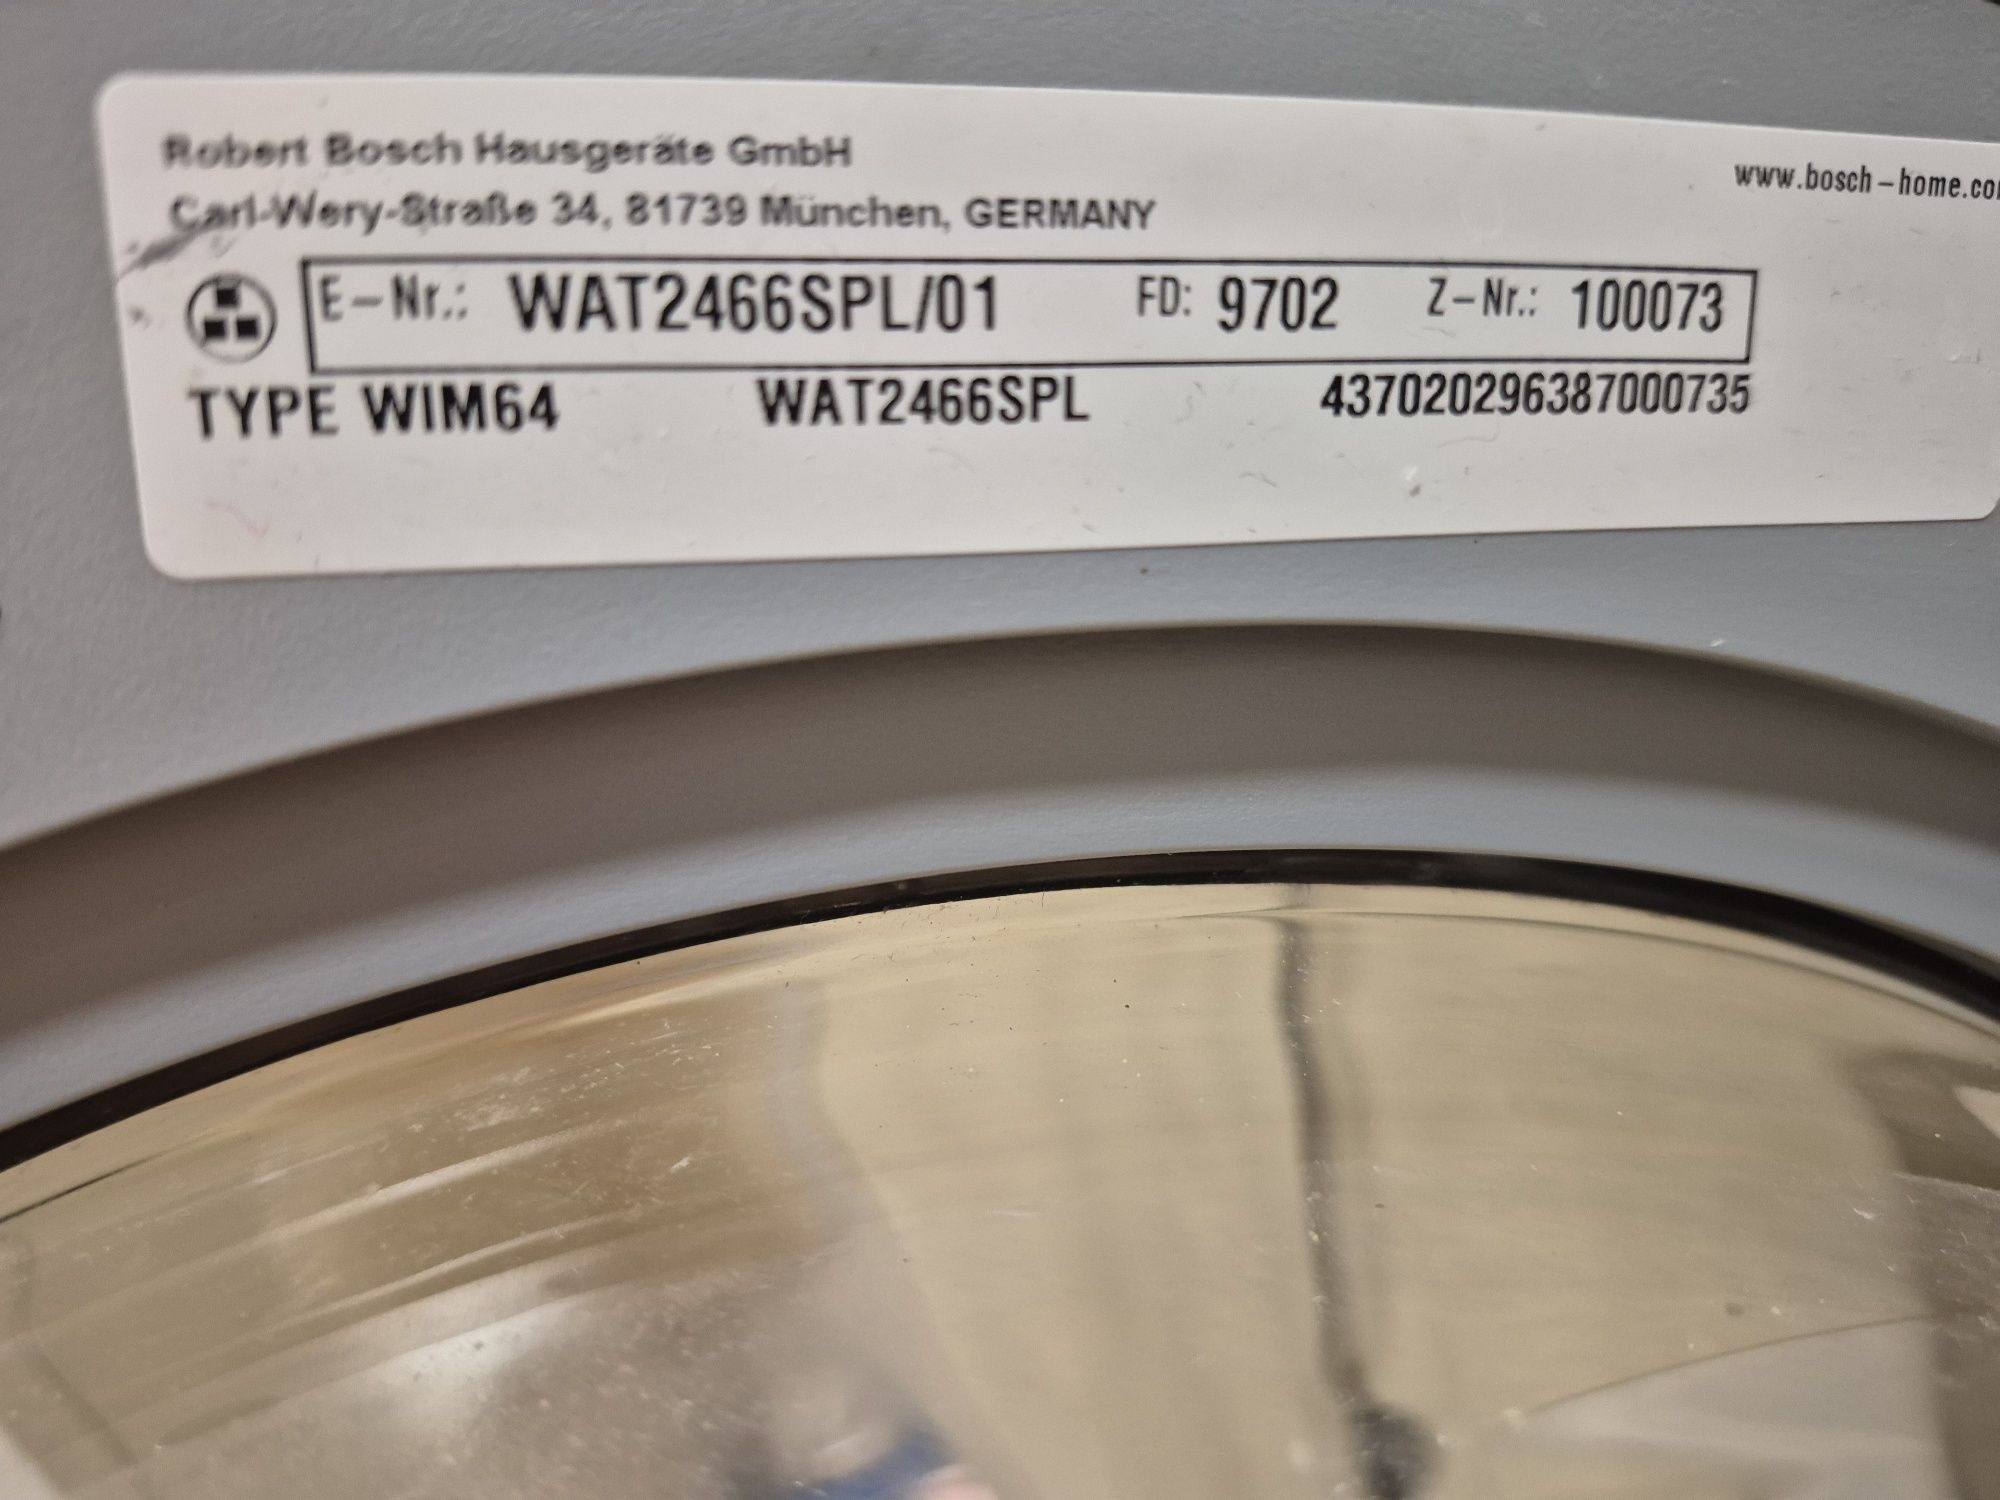 Robert Bosch Hausgeräte GmbH
www.bosch-home.co
Carl-Wery-Straße 34, 81739 München, GERMANY
E-Nr.: WAT2466SPL/01 FD: 9702 Z-Nr.: 100073
TYPE WIM64 WAT2466SPL 437020296387000735